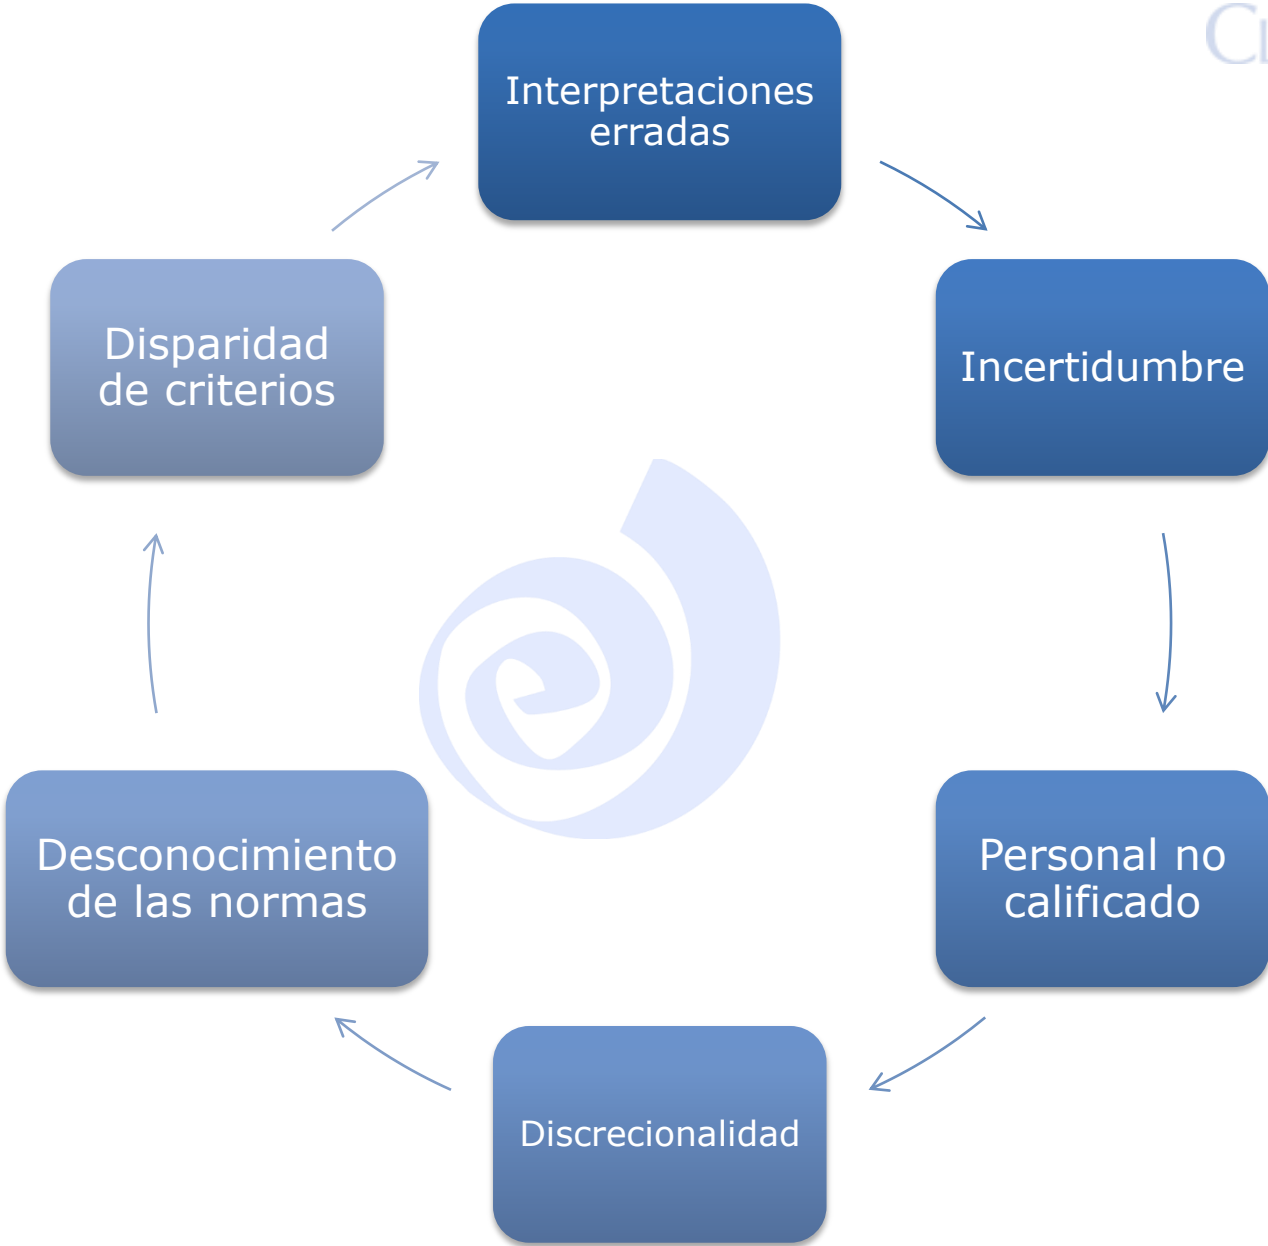 Interpretaciones
erradas
Incertidumbre
Personal no
calificado
Discrecionalidad
Desconocimiento
de las normas
Disparidad
de criterios